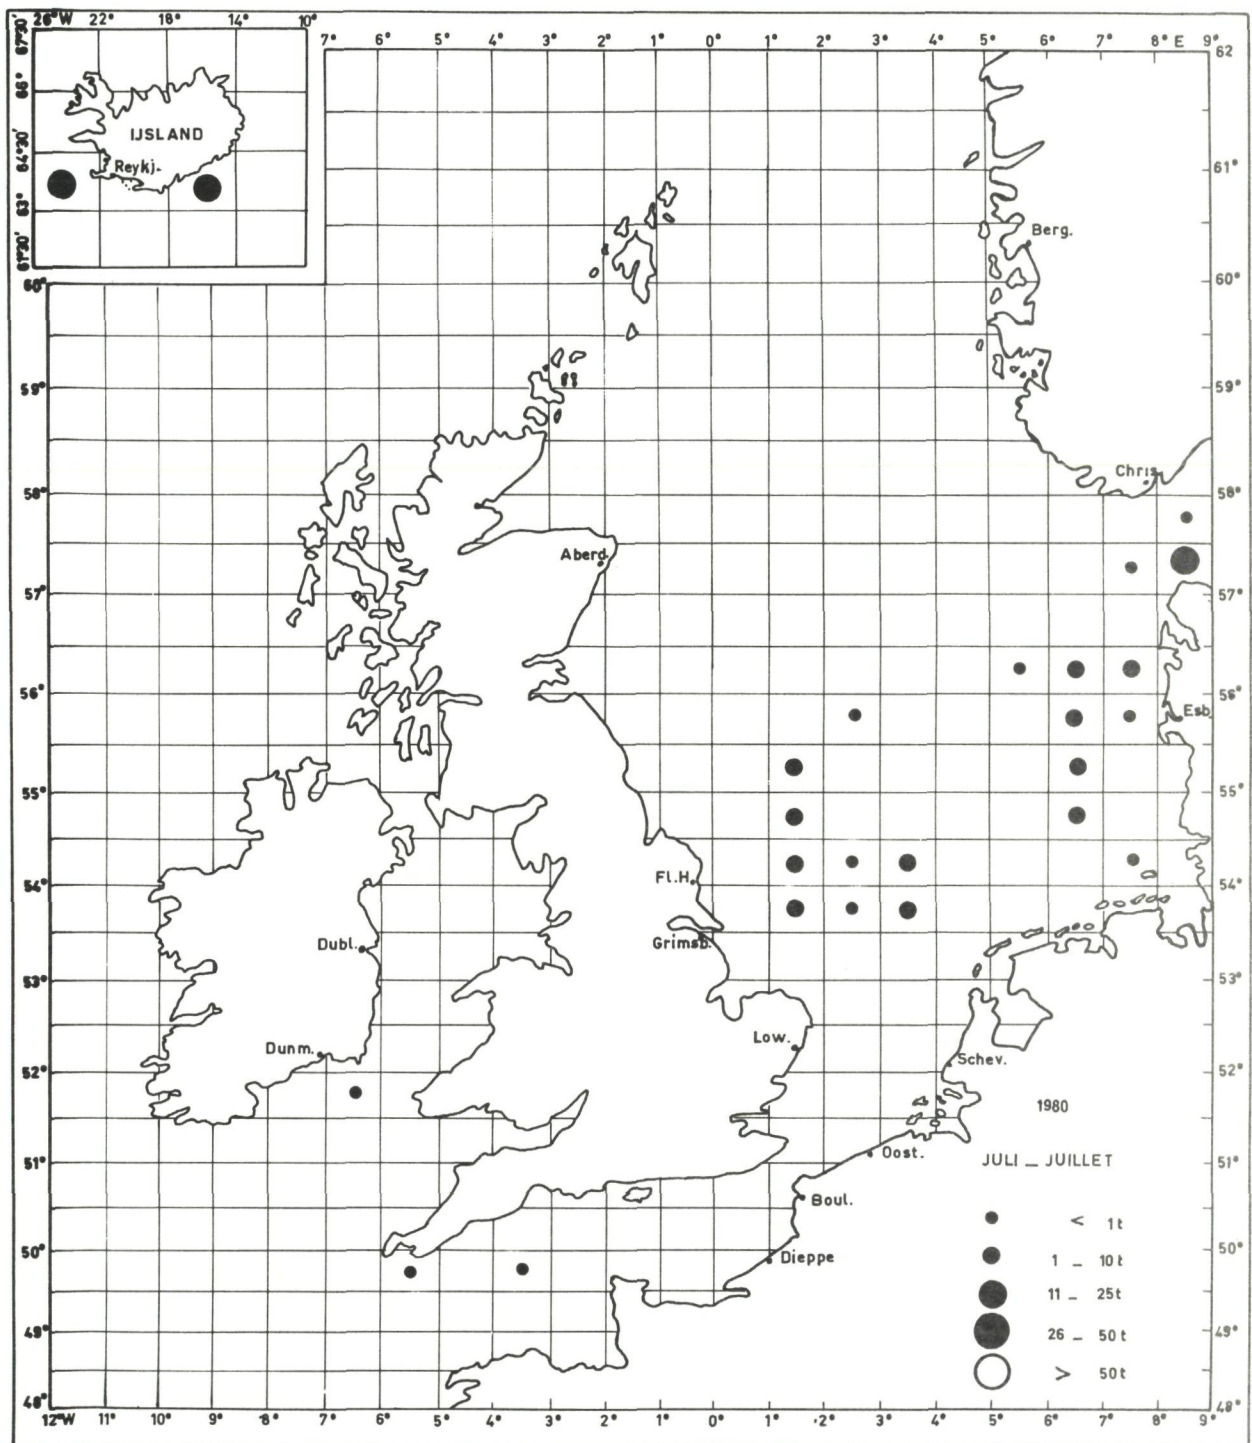 26°W 22° 18° 14° 10°
67°30'
66°
64°30'
63°
61°30'
IJSLAND
Reykj.
7° 6° 5° 4° 3° 2° 1° 0° 1° 2° 3° 4° 5° 6° 7° 8° E 9°
62
61°
60°
59°
58°
57°
56°
55°
54°
53°
52°
51°
50°
49°
48°
60°
59°
58°
57°
56°
55°
54°
53°
52°
51°
50°
49°
48°
Berg.
Chris.
Aberd.
Esb.
Fl.H.
Dubl.
Grimsb.
Dunm.
Low.
Schev.
Oost.
Boul.
Dieppe
1980
JULI _ JUILLET
< 1t
1 _ 10t
11 _ 25t
26 _ 50t
> 50t
12°W 11° 10° 9° 8° 7° 6° 5° 4° 3° 2° 1° 0° 1° 2° 3° 4° 5° 6° 7° 8° 9°